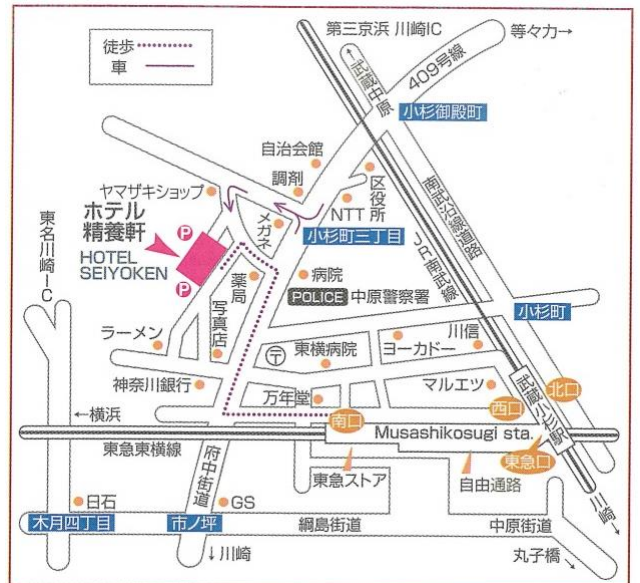 徒歩
車
第三京浜 川崎IC
等々力→
武蔵中原
409号線
小杉御殿町
自治会館
調剤
区役所
NTT
小杉町三丁目
ヤマザキショップ
メガネ
ホテル
精養軒
HOTEL
SEIYOKEN
P
P
東名川崎IC
南武沿線道路
JR南武線
薬局
病院
POLICE 中原警察署
小杉町
写真店
ラーメン
〒
東横病院
ヨーカドー
川信
神奈川銀行
万年堂
マルエツ
北口
西口
武蔵小杉駅
←横浜
南口
Musashikosugi sta.
東急口
東急東横線
府中街道
東急ストア
自由通路
川崎→
日石
GS
木月四丁目
市ノ坪
綱島街道
中原街道
↓川崎
丸子橋